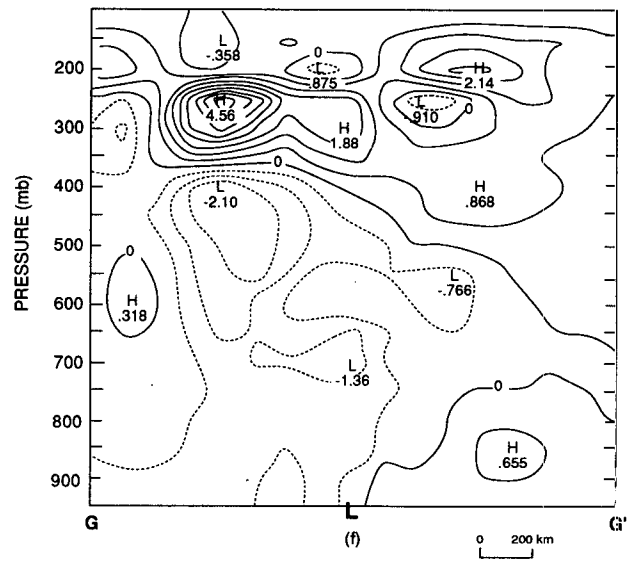 0
L
-.358
200
L
.875
H
2.14
H
4.56
L
-.910
0
300
H
1.88
0
400
L
-2.10
H
.868
PRESSURE (mb)
500
0
L
-.766
600
H
.318
700
L
-1.36
0
800
H
.655
900
G
L
G'
(f)
0 200 km